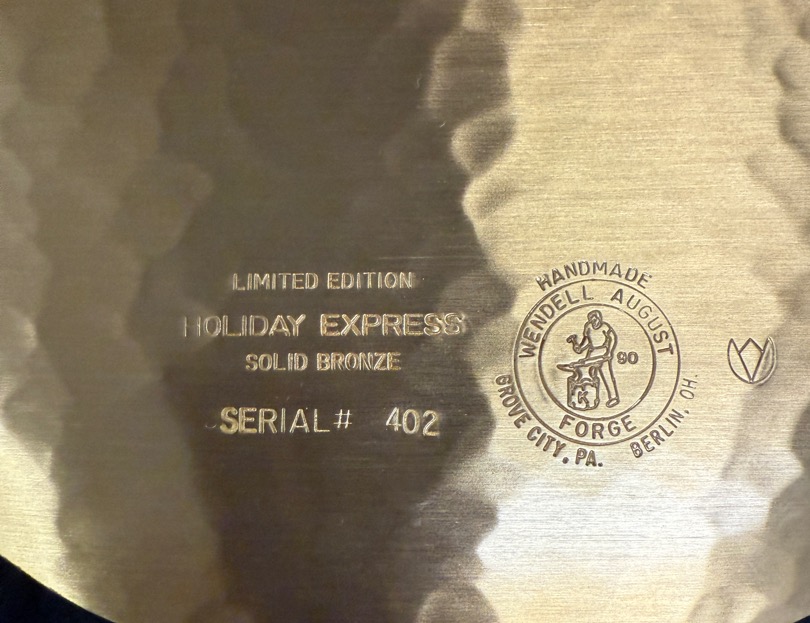 LIMITED EDITION
HOLIDAY EXPRESS
SOLID BRONZE
SERIAL# 402
HANDMADE
WENDELL AUGUST
90
K
FORGE
GROVE CITY, PA.
BERLIN, OH.